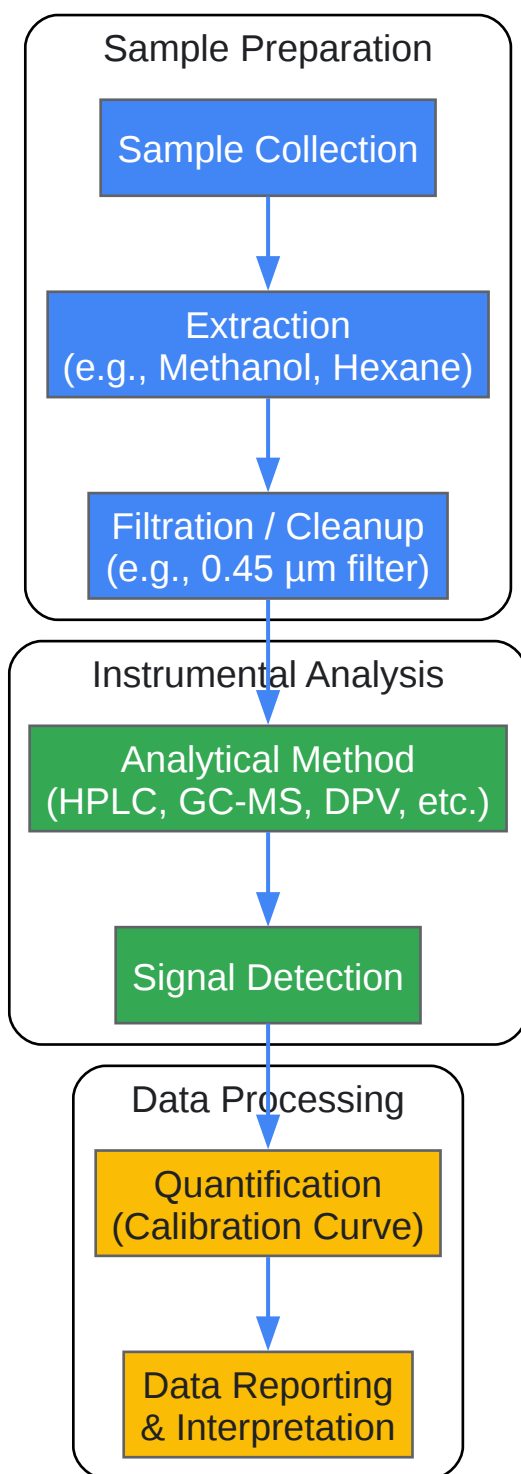 Sample Preparation
Sample Collection
Extraction
(e.g., Methanol, Hexane)
Filtration / Cleanup
(e.g., 0.45 µm filter)
Instrumental Analysis
Analytical Method
(HPLC, GC-MS, DPV, etc.)
Signal Detection
Data Processing
Quantification
(Calibration Curve)
Data Reporting
& Interpretation